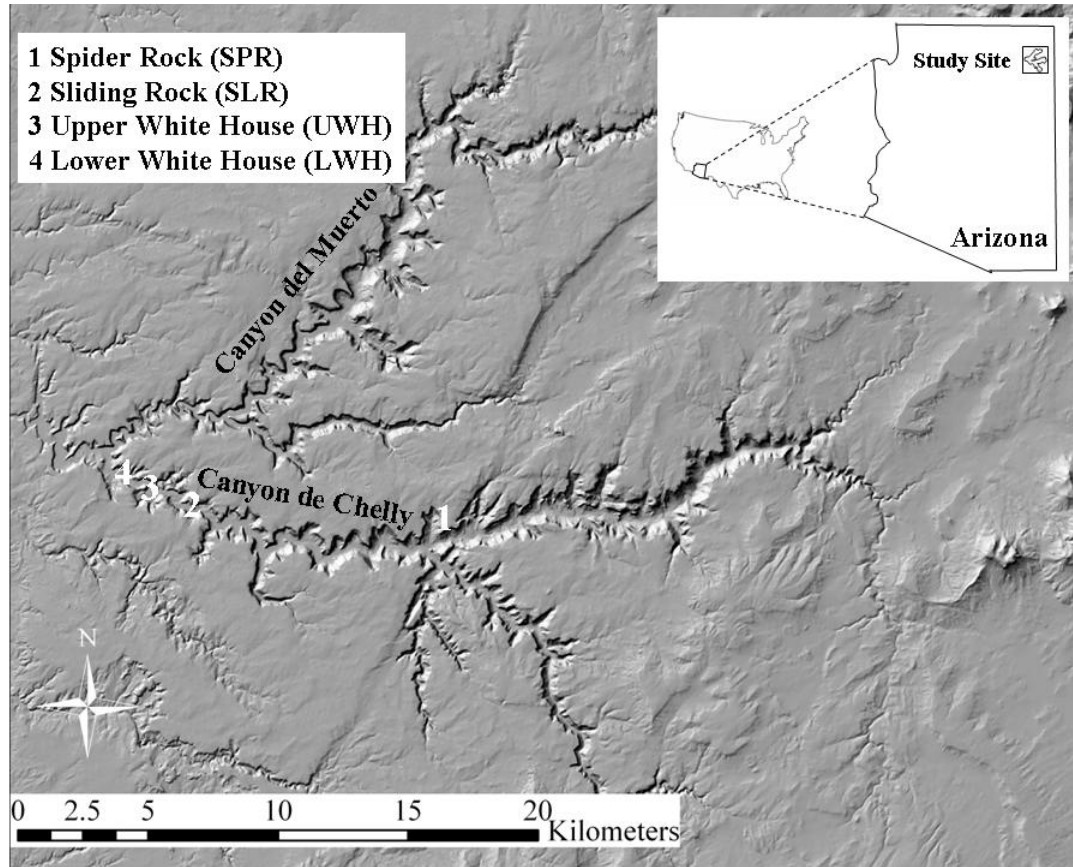 1 Spider Rock (SPR)
2 Sliding Rock (SLR)
3 Upper White House (UWH)
4 Lower White House (LWH)
Study Site
Arizona
Canyon del Muerto
4
3
2
Canyon de Chelly
1
N
0 2.5 5 10 15 20
Kilometers